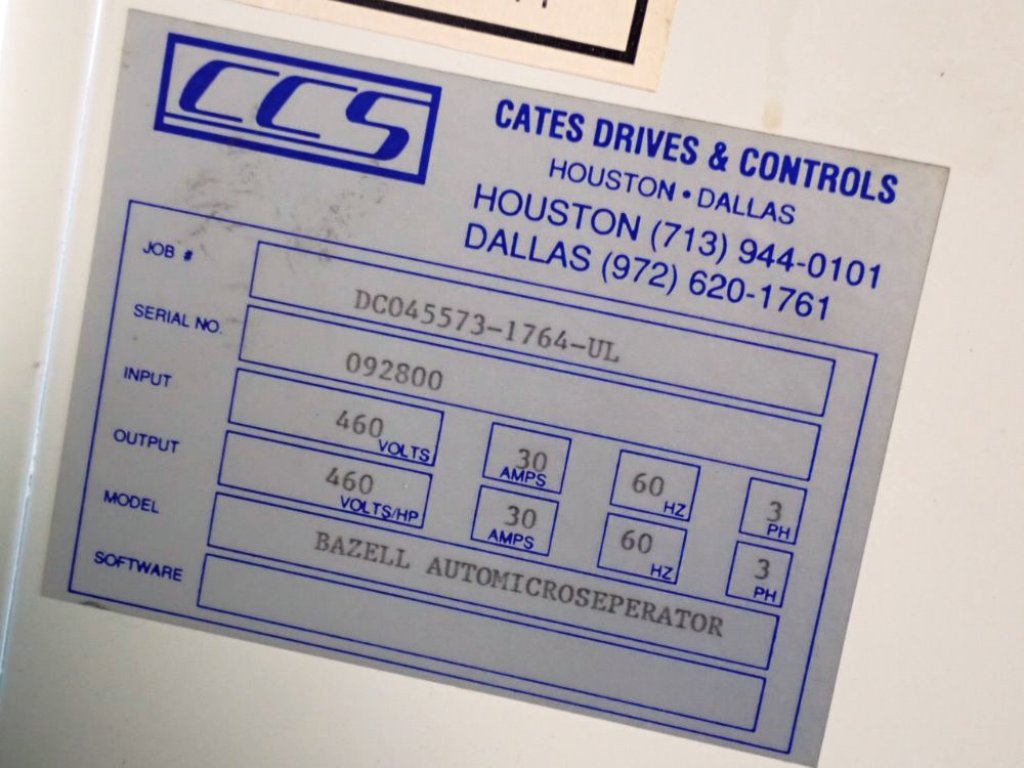 CCS
CATES DRIVES & CONTROLS
HOUSTON • DALLAS
HOUSTON (713) 944-0101
DALLAS (972) 620-1761
JOB # DC045573-1764-UL
SERIAL NO. 092800
INPUT 460 VOLTS 30 AMPS 60 HZ 3 PH
OUTPUT 460 VOLTS/HP 30 AMPS 60 HZ 3 PH
MODEL BAZELL AUTOMICROSEPERATOR
SOFTWARE